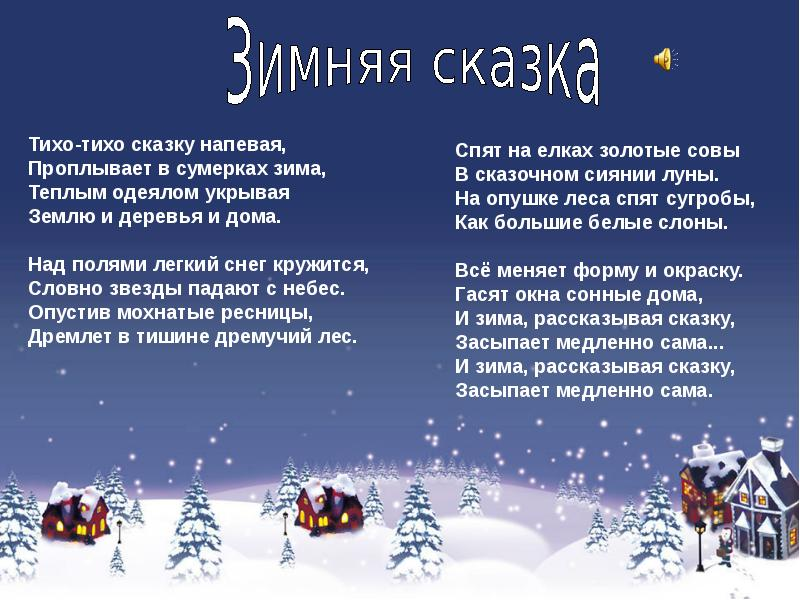 Зимняя сказка
Тихо-тихо сказку напевая,
Проплывает в сумерках зима,
Теплым одеялом укрывая
Землю и деревья и дома.
Над полями легкий снег кружится,
Словно звезды падают с небес.
Опустив мохнатые ресницы,
Дремлет в тишине дремучий лес.
Спят на елках золотые совы
В сказочном сиянии луны.
На опушке леса спят сугробы,
Как большие белые слоны.
Всё меняет форму и окраску.
Гасят окна сонные дома,
И зима, рассказывая сказку,
Засыпает медленно сама...
И зима, рассказывая сказку,
Засыпает медленно сама.